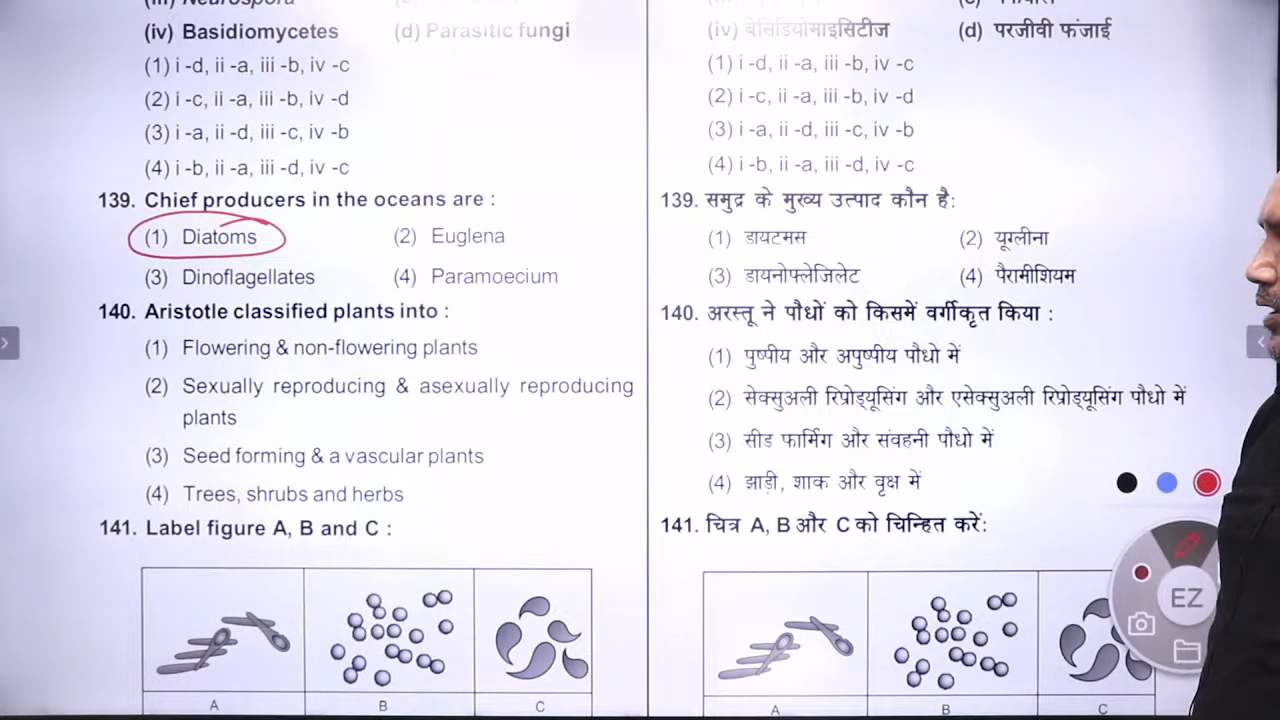 (iv) Basidiomycetes (d) Parasitic fungi
(1) i -d, ii -a, iii -b, iv -c
(2) i -c, ii -a, iii -b, iv -d
(3) i -a, ii -d, iii -c, iv -b
(4) i -b, ii -a, iii -d, iv -c
139. Chief producers in the oceans are :
(1) Diatoms (2) Euglena
(3) Dinoflagellates (4) Paramoecium
140. Aristotle classified plants into :
(1) Flowering & non-flowering plants
(2) Sexually reproducing & asexually reproducing
plants
(3) Seed forming & a vascular plants
(4) Trees, shrubs and herbs
141. Label figure A, B and C :
A B C
(iv) बेसिडियोमाइसिटीज (d) परजीवी फंजाई
(1) i -d, ii -a, iii -b, iv -c
(2) i -c, ii -a, iii -b, iv -d
(3) i -a, ii -d, iii -c, iv -b
(4) i -b, ii -a, iii -d, iv -c
139. समुद्र के मुख्य उत्पाद कौन है:
(1) डायटमस (2) यूग्लीना
(3) डायनोफ्लेजिलेट (4) पैरामीशियम
140. अरस्तू ने पौधों को किसमें वर्गीकृत किया :
(1) पुष्पीय और अपुष्पीय पौधो में
(2) सेक्सुअली रिप्रोड्यूसिंग और एसेक्सुअली रिप्रोड्यूसिंग पौधो में
(3) सीड फार्मिंग और संवहनी पौधो में
(4) झाड़ी, शाक और वृक्ष में
141. चित्र A, B और C को चिन्हित करें:
A B C
EZ